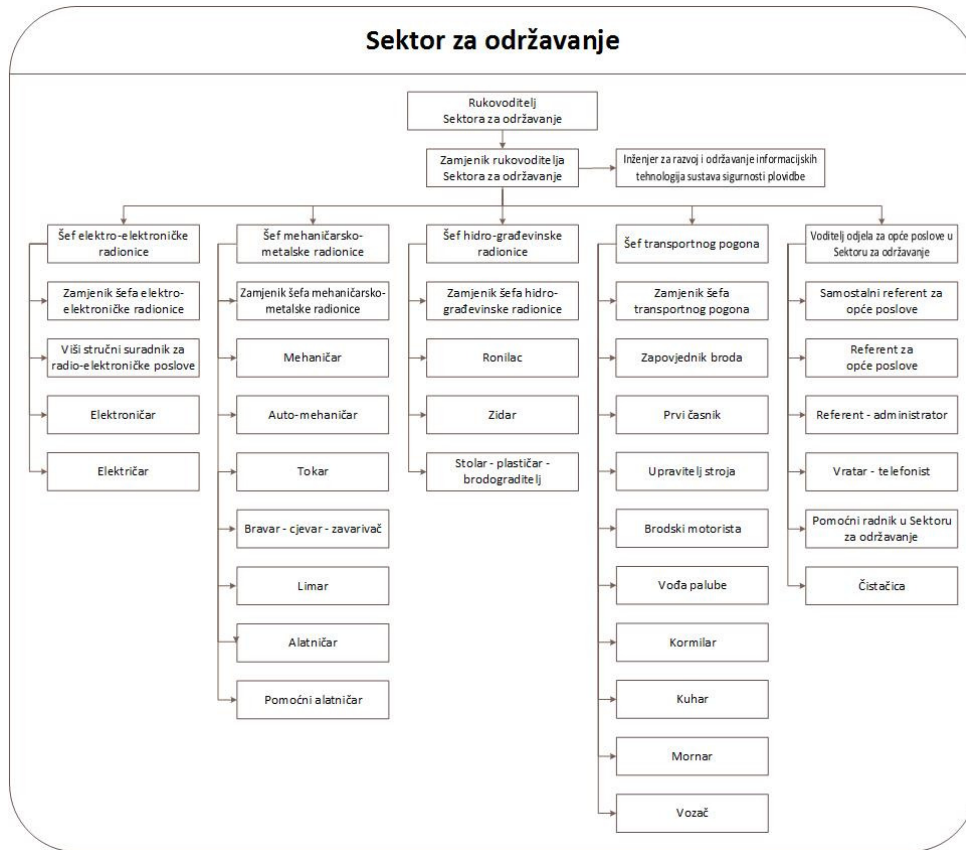 Sektor za održavanje
Rukovoditelj
Sektora za održavanje
Zamjenik rukovoditelja
Sektora za održavanje
Inženjer za razvoj i održavanje informacijskih
tehnologija sustava sigurnosti plovidbe
Šef elektro-elektroničke
radionice
Zamjenik šefa elektro-
elektroničke radionice
Viši stručni suradnik za
radio-elektroničke poslove
Elektroničar
Električar
Šef mehaničarsko-
metalske radionice
Zamjenik šefa mehaničarsko-
metalske radionice
Mehaničar
Auto-mehaničar
Tokar
Bravar - cjevar - zavarivač
Limar
Alatničar
Pomoćni alatničar
Šef hidro-građevinske
radionice
Zamjenik šefa hidro-
građevinske radionice
Ronilac
Zidar
Stolar - plastičar -
brodograditelj
Šef transportnog pogona
Zamjenik šefa
transportnog pogona
Zapovjednik broda
Prvi časnik
Upravitelj stroja
Brodski motorista
Vođa palube
Kormilar
Kuhar
Mornar
Vozač
Voditelj odjela za opće poslove u
Sektoru za održavanje
Samostalni referent za
opće poslove
Referent za
opće poslove
Referent - administrator
Vratar - telefonist
Pomoćni radnik u Sektoru
za održavanje
Čistačica